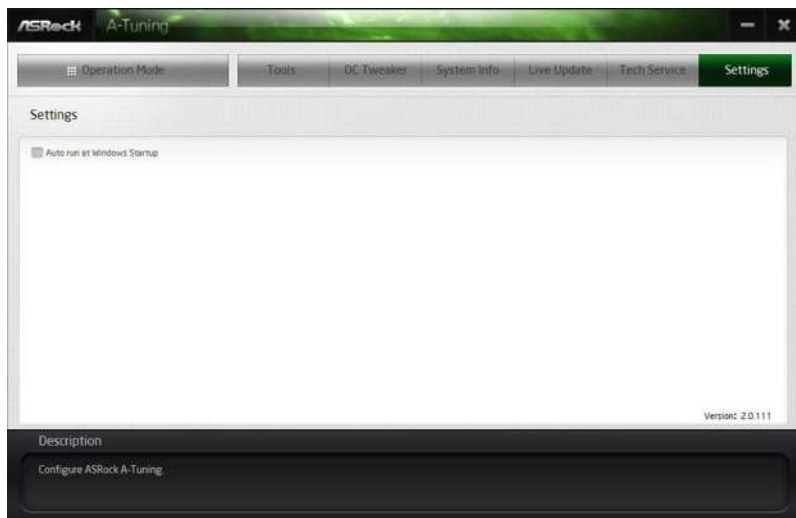 ASRock A-Tuning
Operation Mode Tools OC Tweaker System Info Live Update Tech Service Settings
Settings
Auto run at Windows Startup
Version: 2.0.111
Description
Configure ASRock A-Tuning